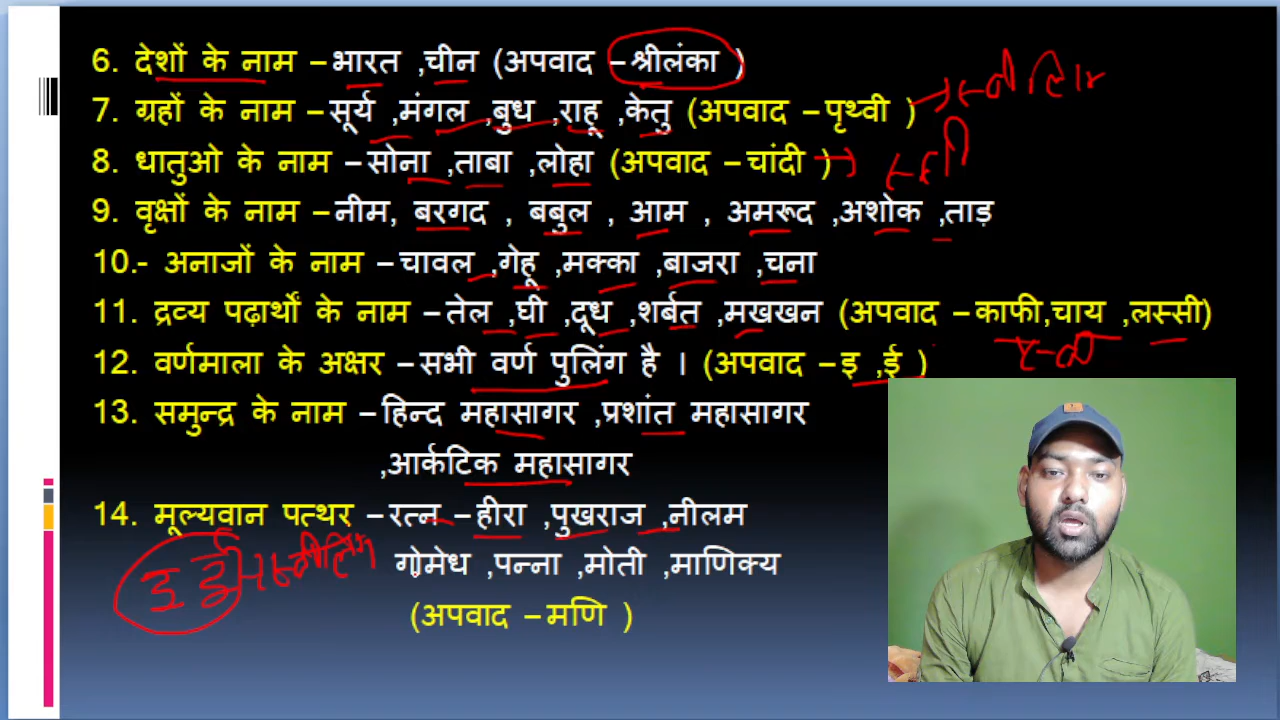 6. देशों के नाम – भारत ,चीन (अपवाद – श्रीलंका )
7. ग्रहों के नाम – सूर्य ,मंगल ,बुध ,राहू ,केतु (अपवाद – पृथ्वी ) → स्त्रीलिंग
8. धातुओ के नाम – सोना ,ताबा ,लोहा (अपवाद – चांदी ) → स्त्री
9. वृक्षों के नाम – नीम, बरगद , बबुल , आम , अमरूद ,अशोक ,ताड़
10.- अनाजों के नाम – चावल ,गेहू ,मक्का ,बाजरा ,चना
11. द्रव्य पढ़ार्थों के नाम – तेल ,घी ,दूध ,शर्बत ,मखखन (अपवाद – काफी,चाय ,लस्सी)
स्त्री
12. वर्णमाला के अक्षर – सभी वर्ण पुलिंग है । (अपवाद – इ ,ई )
13. समुन्द्र के नाम – हिन्द महासागर ,प्रशांत महासागर
,आर्कटिक महासागर
14. मूल्यवान पत्थर – रत्न – हीरा ,पुखराज ,नीलम
इ ई → स्त्रीलिंग गोमेध ,पन्ना ,मोती ,माणिक्य
(अपवाद – मणि )